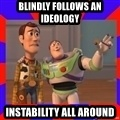 BLINDLY FOLLOWS AN
IDEOLOGY
INSTABILITY ALL AROUND